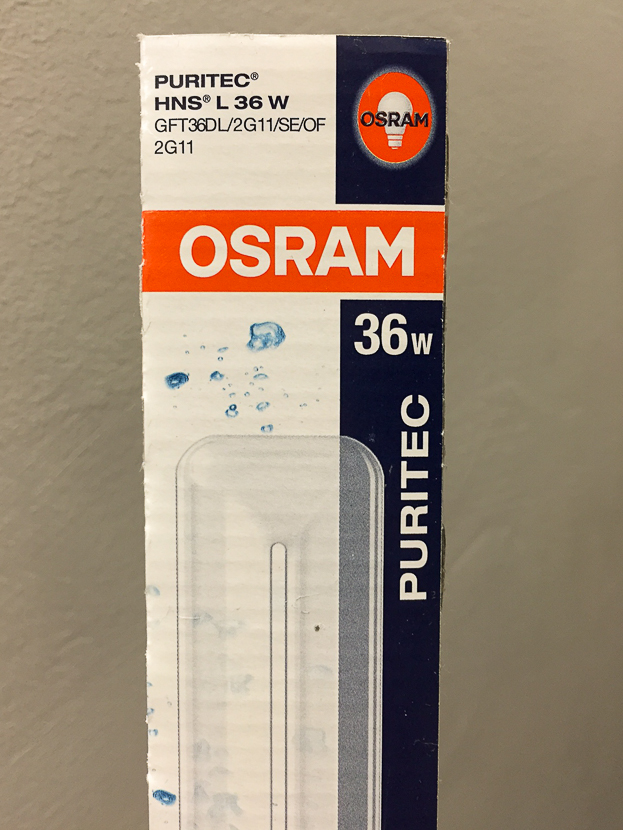 PURITEC®
HNS® L 36 W
GFT36DL/2G11/SE/OF
2G11
OSRAM
OSRAM
36W
PURITEC